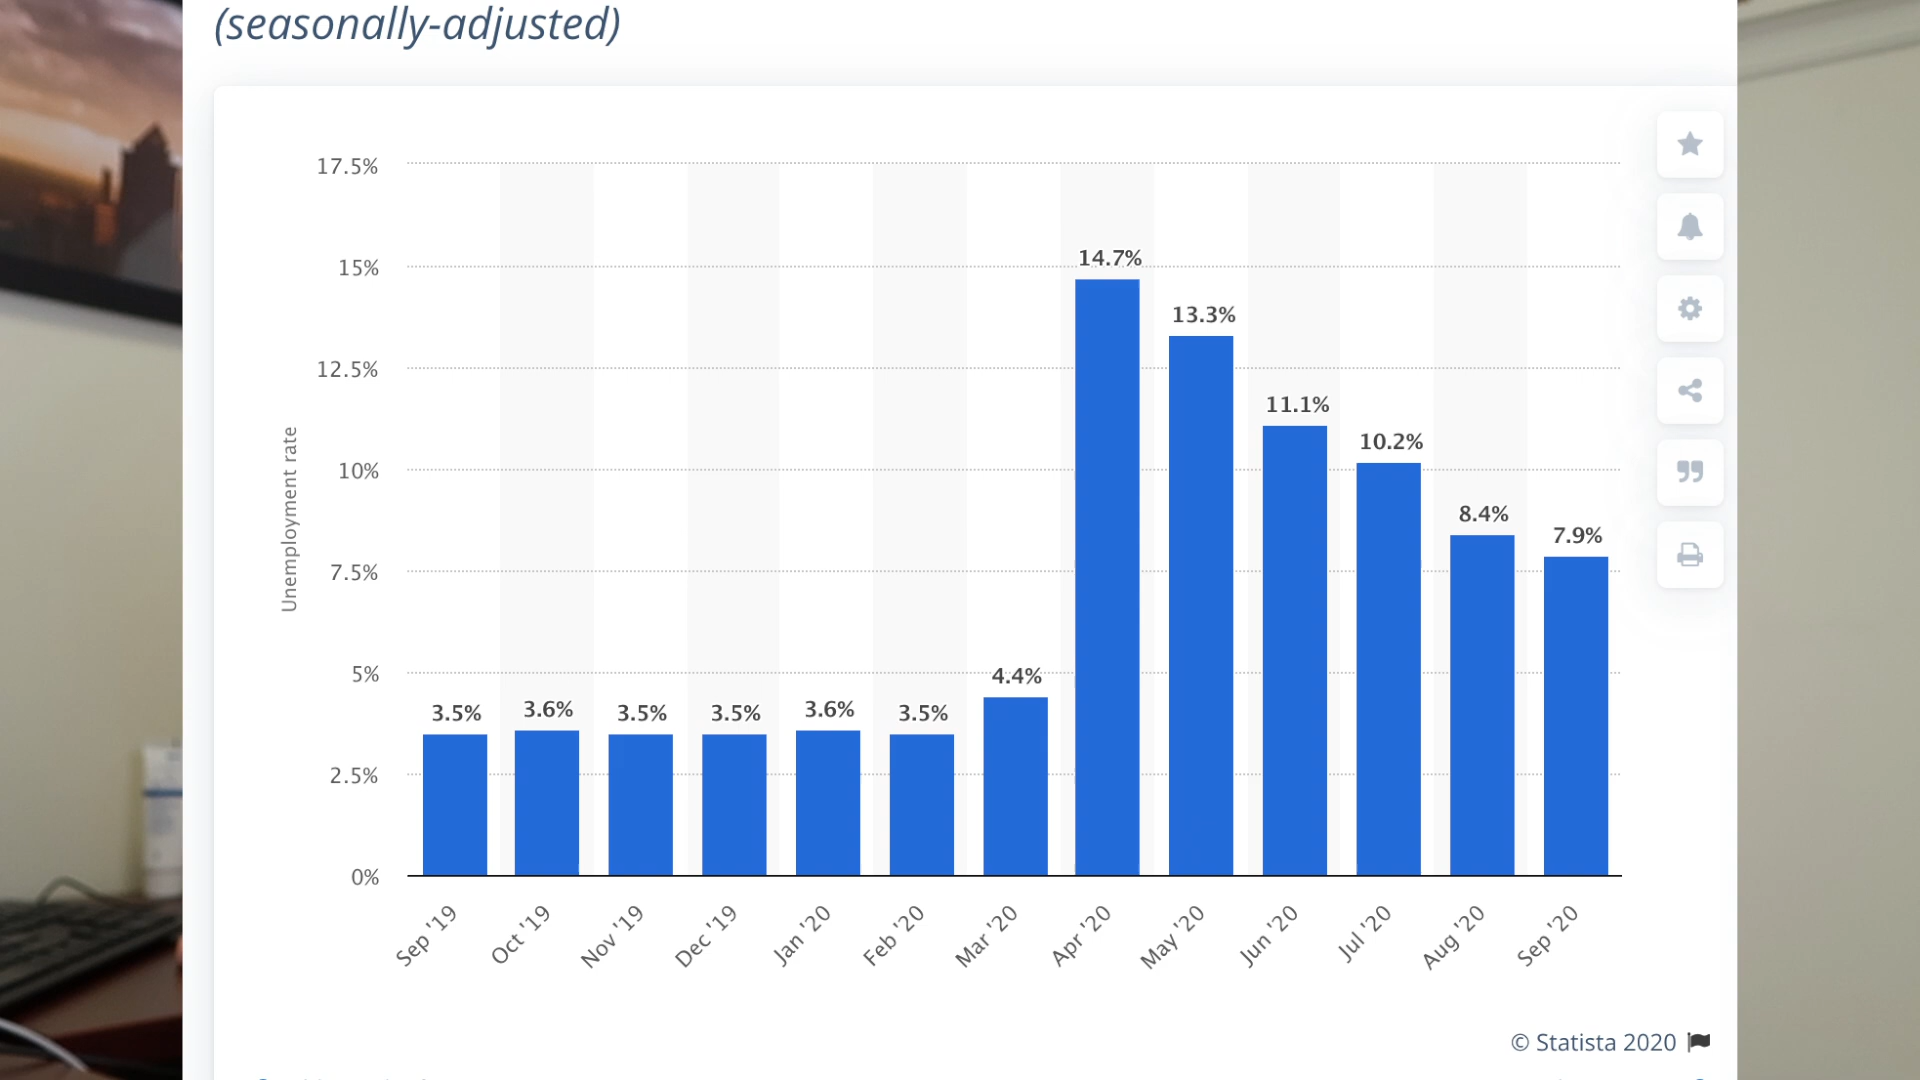 (seasonally-adjusted)
17.5%
15%
12.5%
10%
7.5%
5%
2.5%
0%
Unemployment rate
3.5%
3.6%
3.5%
3.5%
3.6%
3.5%
4.4%
14.7%
13.3%
11.1%
10.2%
8.4%
7.9%
Sep '19
Oct '19
Nov '19
Dec '19
Jan '20
Feb '20
Mar '20
Apr '20
May '20
Jun '20
Jul '20
Aug '20
Sep '20
© Statista 2020